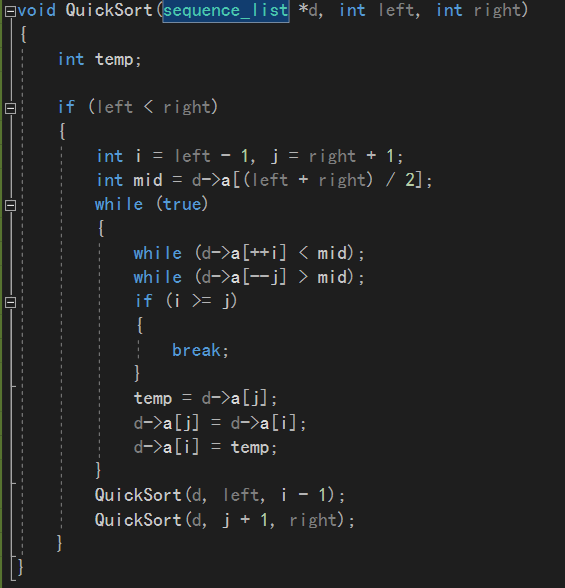 void QuickSort(sequence_list *d, int left, int right)
{
    int temp;

    if (left < right)
    {
        int i = left - 1, j = right + 1;
        int mid = d->a[(left + right) / 2];
        while (true)
        {
            while (d->a[++i] < mid);
            while (d->a[--j] > mid);
            if (i >= j)
            {
                break;
            }
            temp = d->a[j];
            d->a[j] = d->a[i];
            d->a[i] = temp;
        }
        QuickSort(d, left, i - 1);
        QuickSort(d, j + 1, right);
    }
}